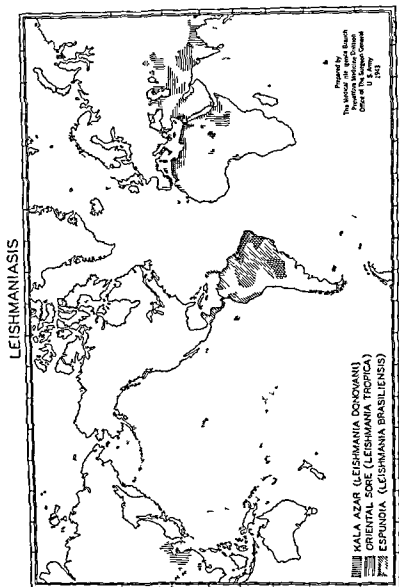 LEISHMANIASIS
Prepared by
The Medical Intelligence Branch
Preventive Medicine Division
Office of The Surgeon General
U S Army
1943
KALA AZAR (LEISHMANIA DONOVANI)
ORIENTAL SORE (LEISHMANIA TROPICA)
ESPUNDIA (LEISHMANIA BRASILIENSIS)